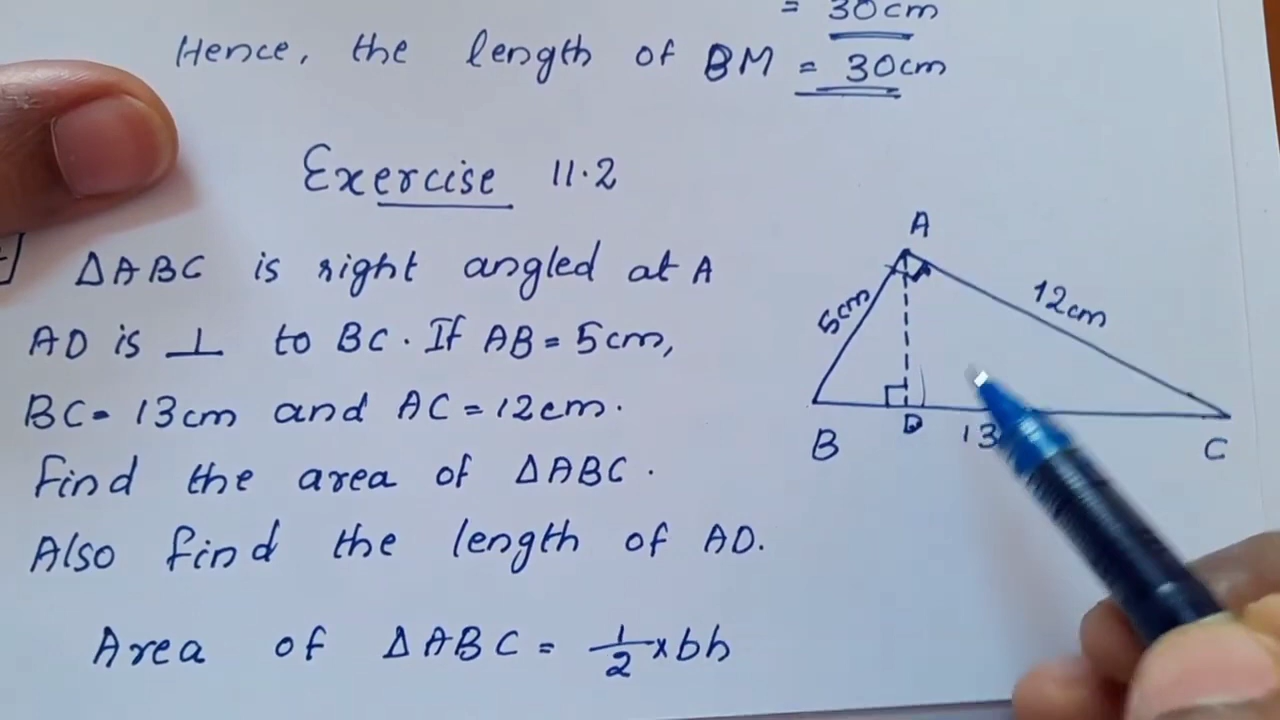 = 30cm
Hence, the length of BM = 30cm
Exercise 11.2
ΔABC is right angled at A
AD is ⊥ to BC. If AB = 5cm,
BC = 13cm and AC = 12cm.
Find the area of ΔABC.
Also find the length of AD.
Area of ΔABC = 1/2 × bh
A
5cm
12cm
B
D
13
C